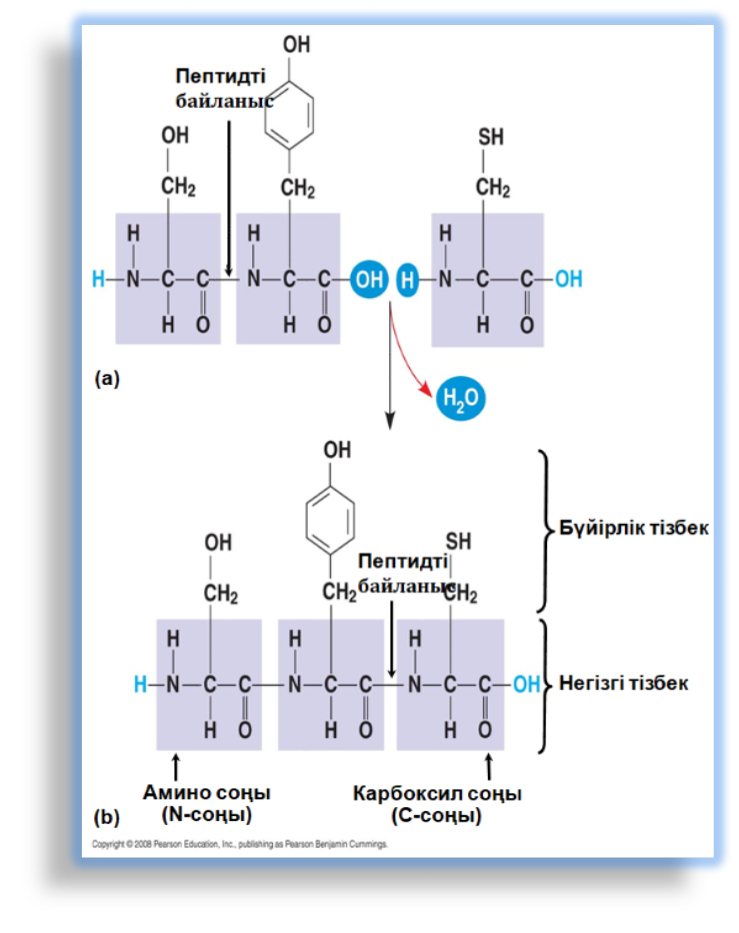 OH
Пептидті
байланыс
OH
SH
CH₂
CH₂
CH₂
H H H
H–N–C–C–N–C–C–OH H–N–C–C–OH
H O H O H O
(a)
H₂O
OH
OH
SH
Бүйірлік тізбек
Пептидті
байланыс
CH₂
CH₂
CH₂
H H H
H–N–C–C–N–C–C–N–C–C–OH
Негізгі тізбек
H O H O H O
Амино соңы
(N-соңы)
Карбоксил соңы
(C-соңы)
(b)
Copyright © 2008 Pearson Education, Inc., publishing as Pearson Benjamin Cummings.